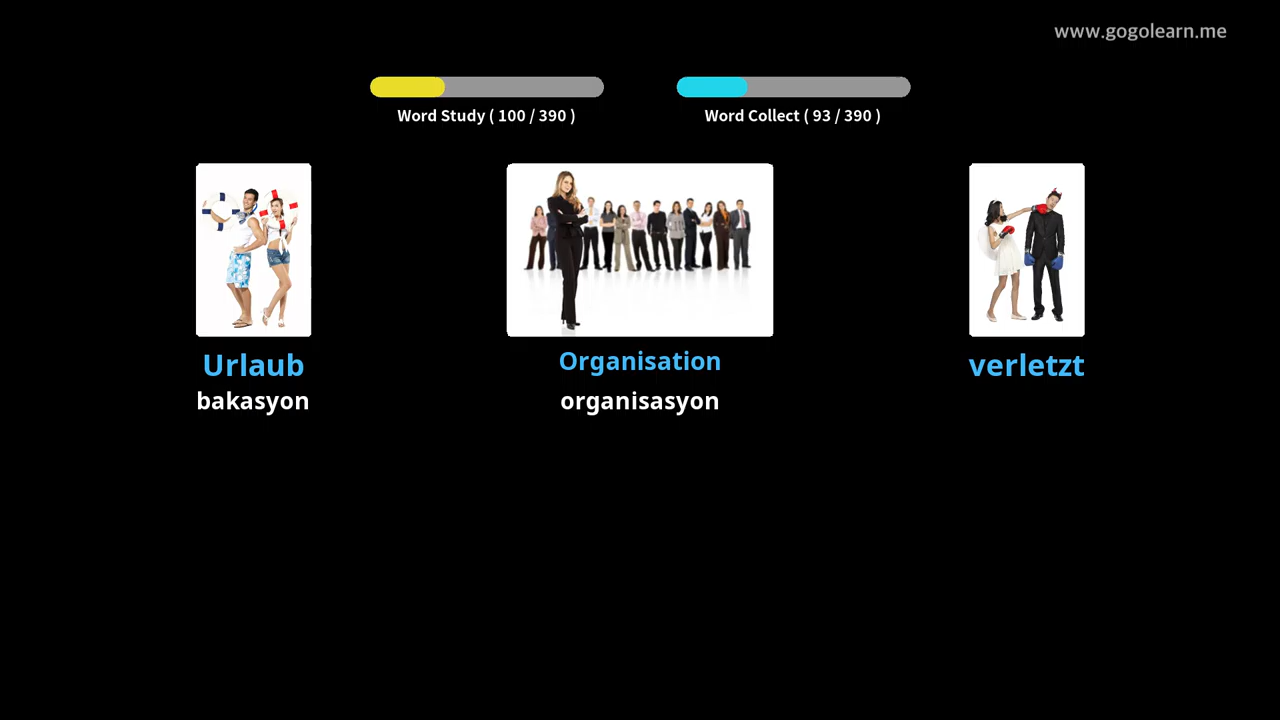 www.gogolearn.me
Word Study ( 100 / 390 )
Word Collect ( 93 / 390 )
Urlaub
bakasyon
Organisation
organisasyon
verletzt